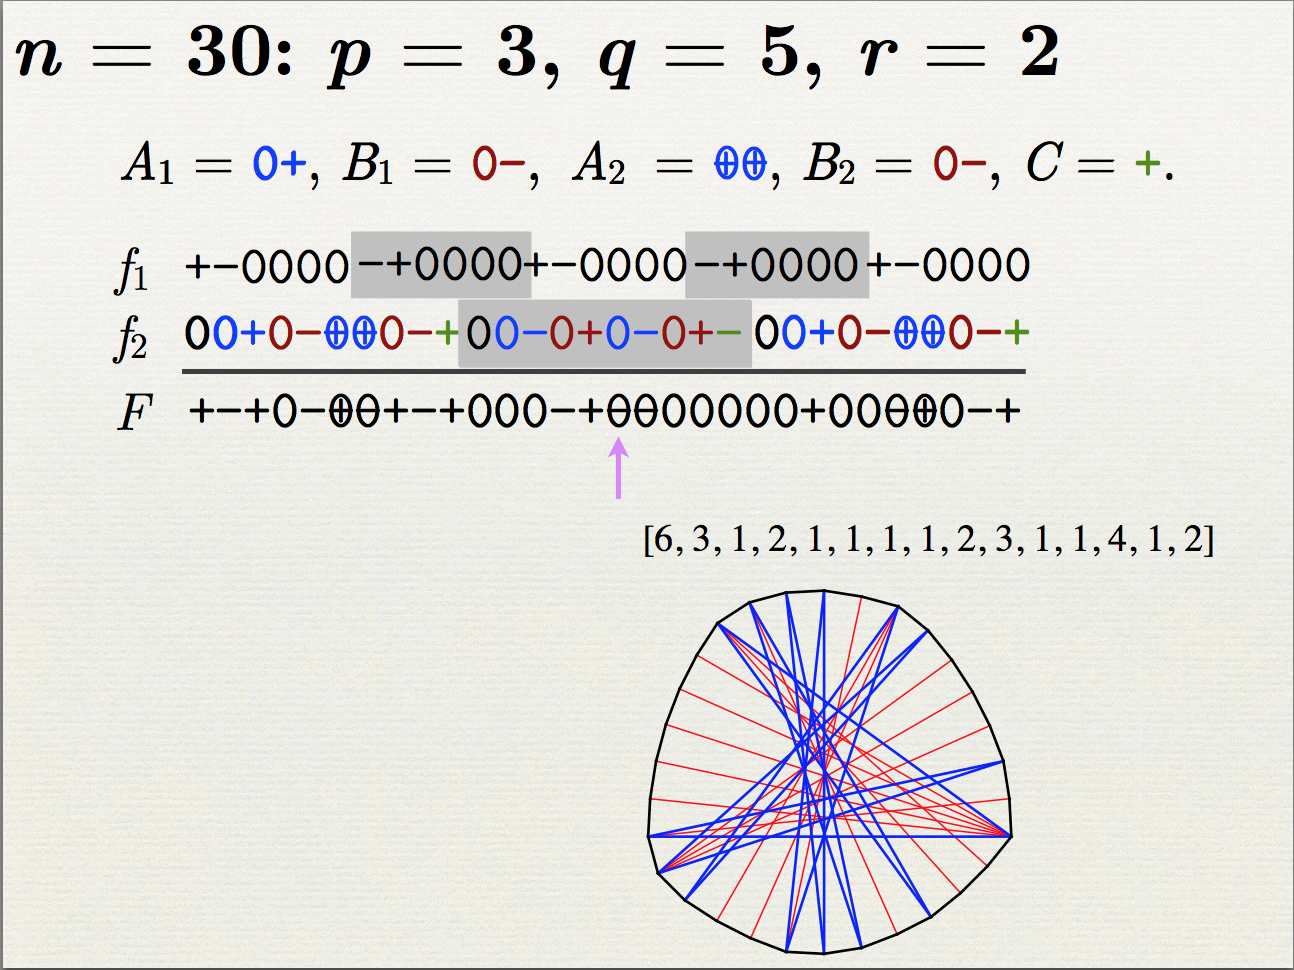 n = 30: p = 3, q = 5, r = 2
A₁ = 0+, B₁ = 0−, A₂ = ⊕⊕, B₂ = 0−, C = +.
f₁ +−0000−+0000+−0000−+0000+−0000
f₂ 00+0−⊕⊕0−+00−0+0−0+−00+0−⊕⊕0−+
F +−+0−⊕⊖+−+000−+⊖⊖00000+00⊖⊕0−+
[6, 3, 1, 2, 1, 1, 1, 1, 2, 3, 1, 1, 4, 1, 2]